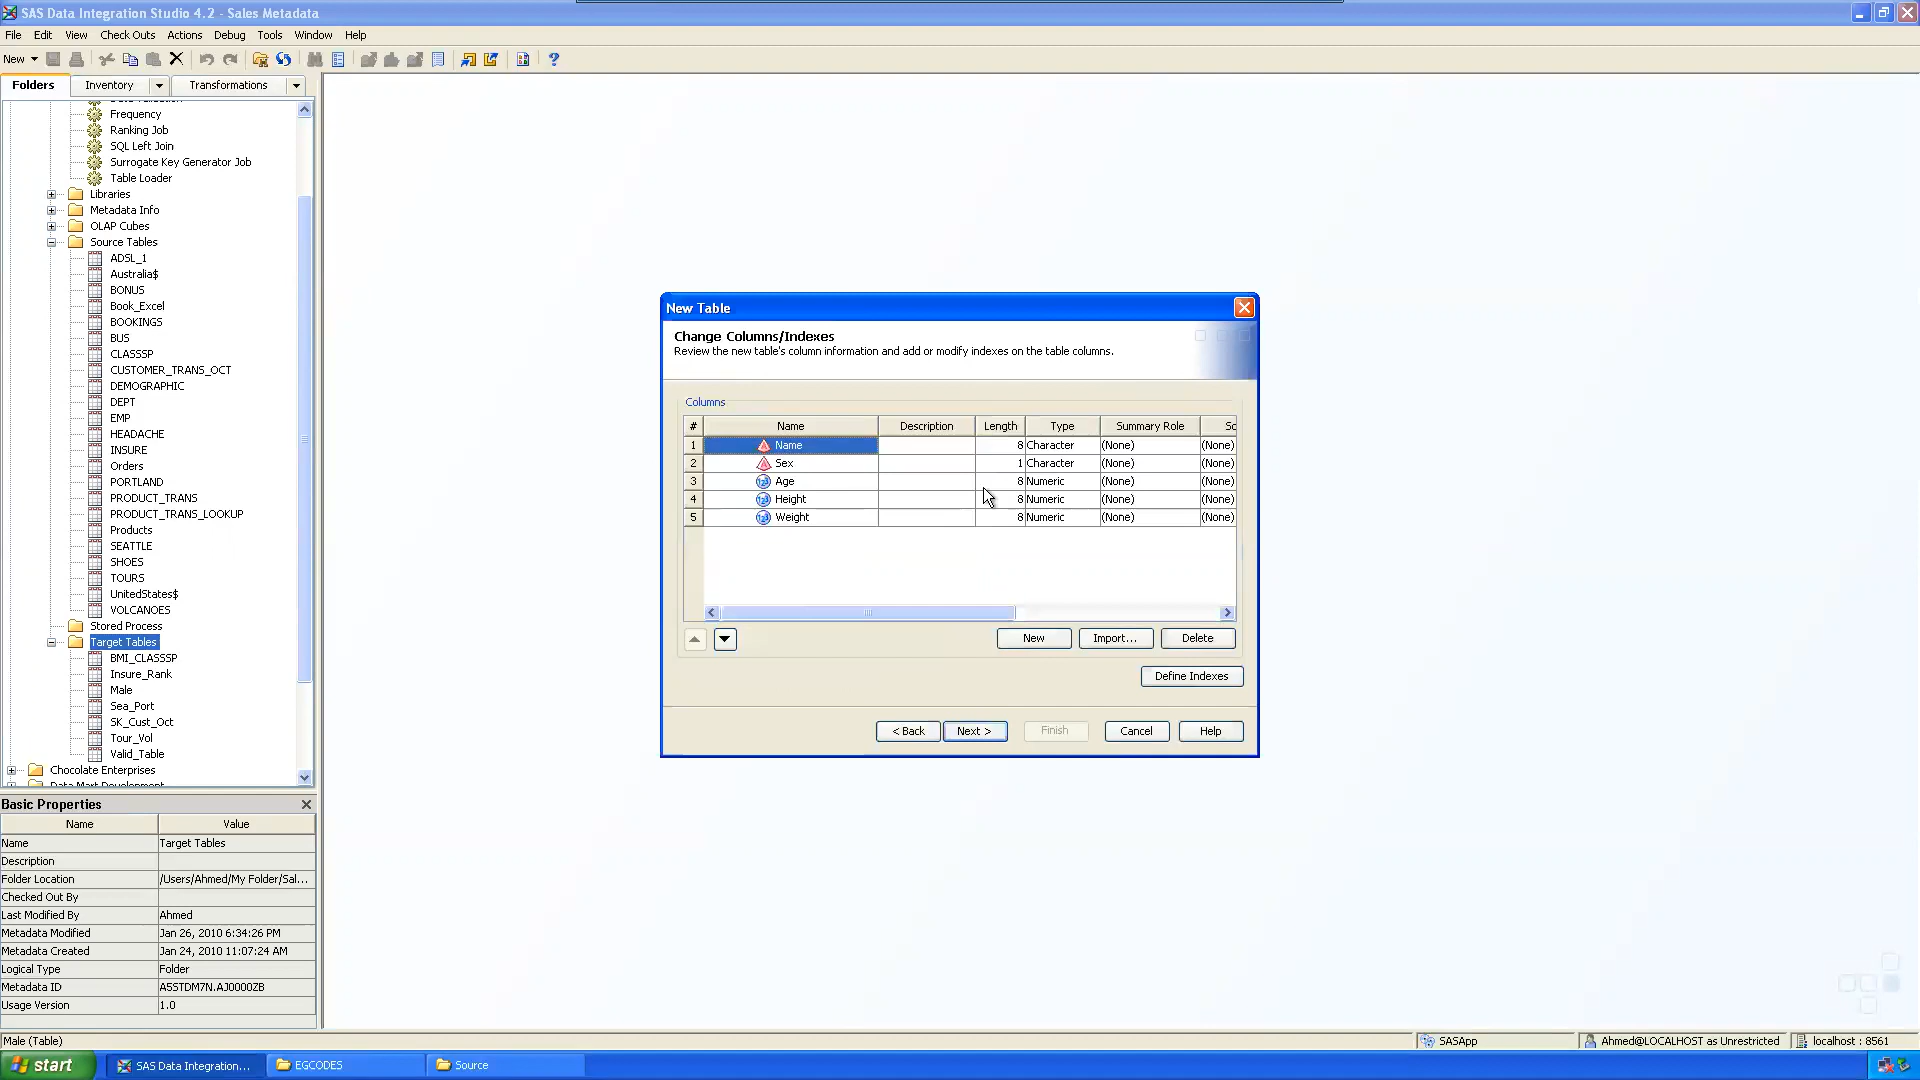 SAS Data Integration Studio 4.2 - Sales Metadata
File Edit View Check Outs Actions Debug Tools Window Help
New
Folders Inventory Transformations
Data Validation
Frequency
Ranking Job
SQL Left Join
Surrogate Key Generator Job
Table Loader
Libraries
Metadata Info
OLAP Cubes
Source Tables
ADSL_1
Australia$
BONUS
Book_Excel
BOOKINGS
BUS
CLASSSP
CUSTOMER_TRANS_OCT
DEMOGRAPHIC
DEPT
EMP
HEADACHE
INSURE
Orders
PORTLAND
PRODUCT_TRANS
PRODUCT_TRANS_LOOKUP
Products
SEATTLE
SHOES
TOURS
UnitedStates$
VOLCANOES
Stored Process
Target Tables
BMI_CLASSSP
Insure_Rank
Male
Sea_Port
SK_Cust_Oct
Tour_Vol
Valid_Table
Chocolate Enterprises
Data Mart Development
Basic Properties
Name Value
Name Target Tables
Description
Folder Location /Users/Ahmed/My Folder/Sal...
Checked Out By
Last Modified By Ahmed
Metadata Modified Jan 26, 2010 6:34:26 PM
Metadata Created Jan 24, 2010 11:07:24 AM
Logical Type Folder
Metadata ID A5STDM7N.AJ0000ZB
Usage Version 1.0
New Table
Change Columns/Indexes
Review the new table's column information and add or modify indexes on the table columns.
Columns
# Name Description Length Type Summary Role So
1 Name 8 Character (None) (None)
2 Sex 1 Character (None) (None)
3 123 Age 8 Numeric (None) (None)
4 123 Height 8 Numeric (None) (None)
5 123 Weight 8 Numeric (None) (None)
New Import... Delete
Define Indexes
< Back Next > Finish Cancel Help
Male (Table) SASApp Ahmed@LOCALHOST as Unrestricted localhost : 8561
start SAS Data Integration... EGCODES Source